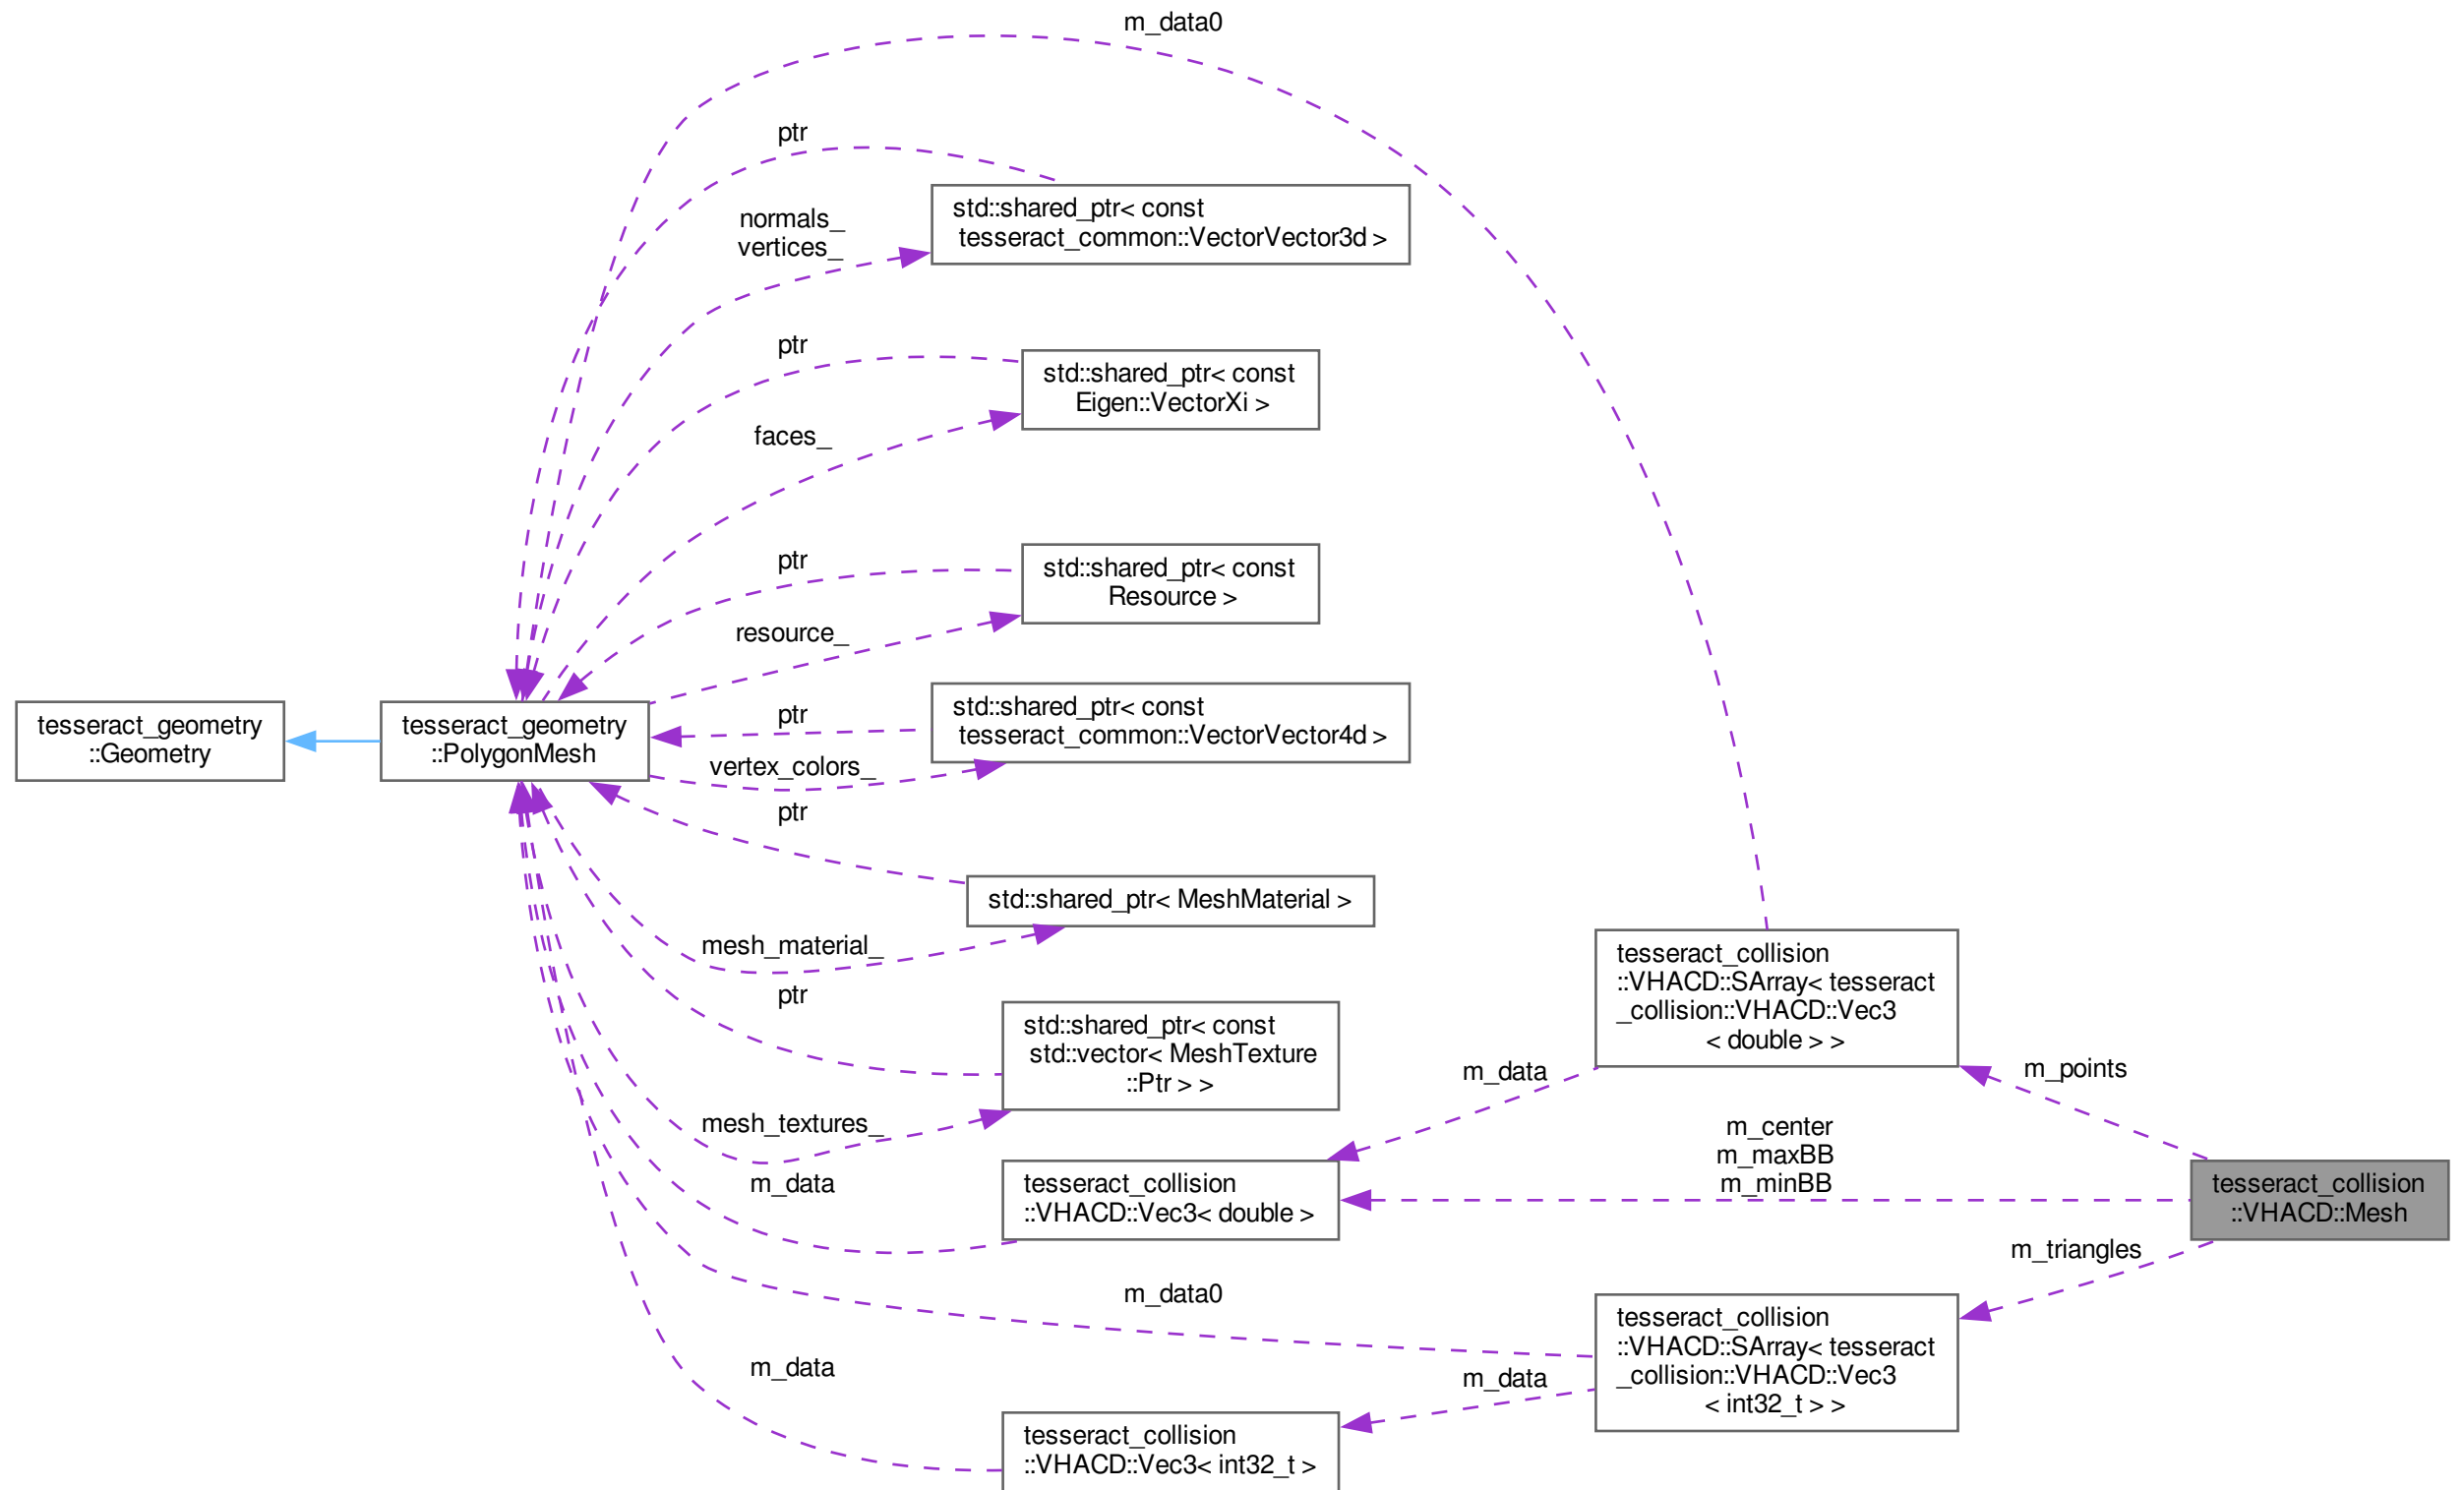 m_data0
ptr
std::shared_ptr< const
tesseract_common::VectorVector3d >
normals_
vertices_
ptr
std::shared_ptr< const
Eigen::VectorXi >
faces_
ptr
std::shared_ptr< const
Resource >
resource_
tesseract_geometry
::Geometry
tesseract_geometry
::PolygonMesh
ptr
std::shared_ptr< const
tesseract_common::VectorVector4d >
vertex_colors_
ptr
std::shared_ptr< MeshMaterial >
mesh_material_
ptr
std::shared_ptr< const
std::vector< MeshTexture
::Ptr > >
mesh_textures_
m_data
tesseract_collision
::VHACD::SArray< tesseract
_collision::VHACD::Vec3
< double > >
m_data
m_points
m_center
m_maxBB
m_minBB
tesseract_collision
::VHACD::Vec3< double >
tesseract_collision
::VHACD::Mesh
m_triangles
m_data0
tesseract_collision
::VHACD::SArray< tesseract
_collision::VHACD::Vec3
< int32_t > >
m_data
m_data
tesseract_collision
::VHACD::Vec3< int32_t >